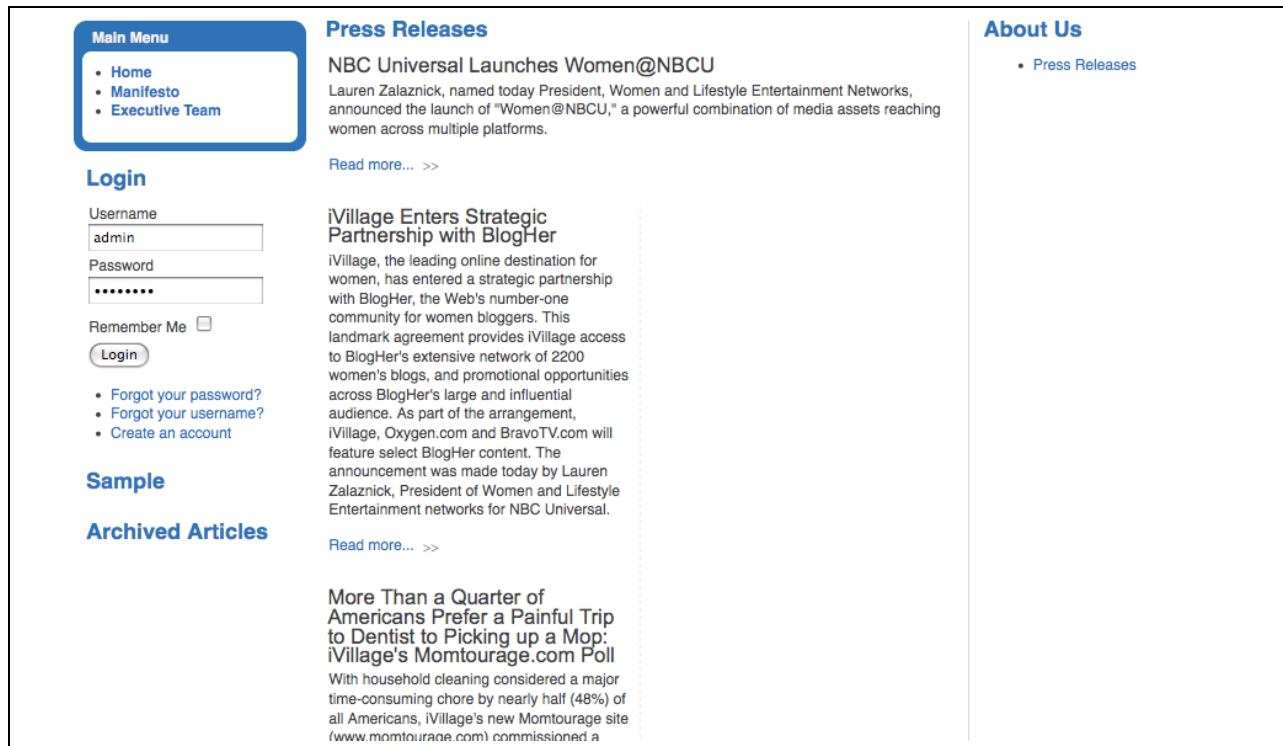 Main Menu
Home
Manifesto
Executive Team
Login
Username
admin
Password
••••••••
Remember Me
Login
Forgot your password?
Forgot your username?
Create an account
Sample
Archived Articles
Press Releases
NBC Universal Launches Women@NBCU
Lauren Zalaznick, named today President, Women and Lifestyle Entertainment Networks,
announced the launch of "Women@NBCU," a powerful combination of media assets reaching
women across multiple platforms.
Read more... >>
iVillage Enters Strategic
Partnership with BlogHer
iVillage, the leading online destination for
women, has entered a strategic partnership
with BlogHer, the Web's number-one
community for women bloggers. This
landmark agreement provides iVillage access
to BlogHer's extensive network of 2200
women's blogs, and promotional opportunities
across BlogHer's large and influential
audience. As part of the arrangement,
iVillage, Oxygen.com and BravoTV.com will
feature select BlogHer content. The
announcement was made today by Lauren
Zalaznick, President of Women and Lifestyle
Entertainment networks for NBC Universal.
Read more... >>
More Than a Quarter of
Americans Prefer a Painful Trip
to Dentist to Picking up a Mop:
iVillage's Momtourage.com Poll
With household cleaning considered a major
time-consuming chore by nearly half (48%) of
all Americans, iVillage's new Momtourage site
(www.momtourage.com) commissioned a
About Us
Press Releases